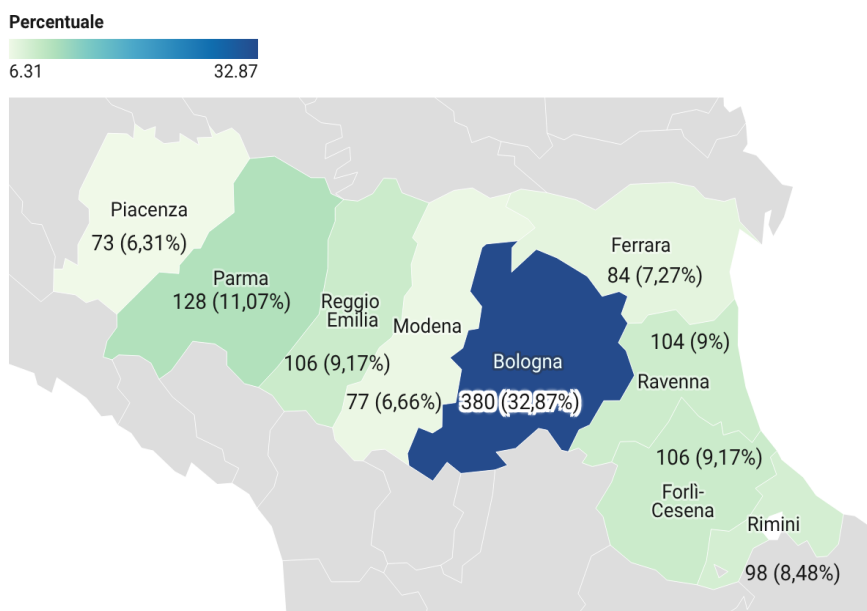 Percentuale
6.31
32.87
Piacenza
73 (6,31%)
Parma
128 (11,07%)
Reggio
Emilia
106 (9,17%)
Modena
77 (6,66%)
Bologna
380 (32,87%)
Ferrara
84 (7,27%)
104 (9%)
Ravenna
106 (9,17%)
Forlì-
Cesena
Rimini
98 (8,48%)